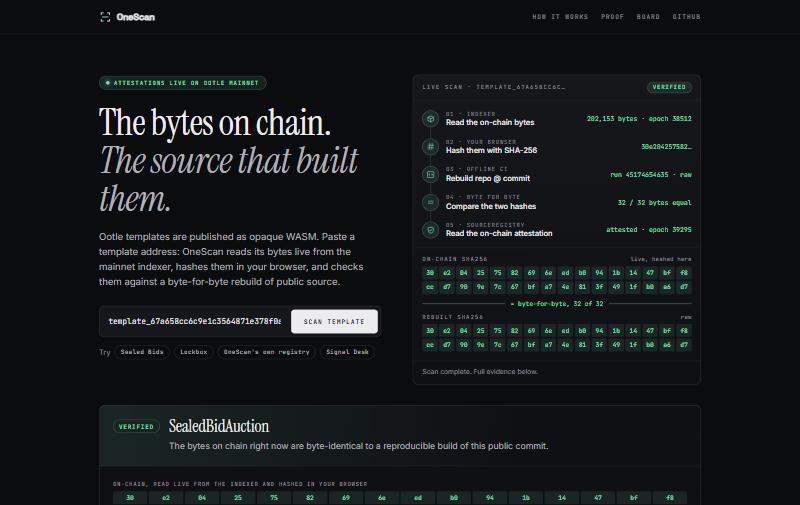 OneScan
HOW IT WORKS PROOF BOARD GITHUB
ATTESTATIONS LIVE ON OOTLE MAINNET
The bytes on chain.
The source that built
them.
Ootle templates are published as opaque WASM. Paste a
template address: OneScan reads its bytes live from the
mainnet indexer, hashes them in your browser, and checks
them against a byte-for-byte rebuild of public source.
template_67a658cc6c9e1c3564871e378f0a
SCAN TEMPLATE
Try Sealed Bids Lockbox OneScan's own registry Signal Desk
LIVE SCAN · TEMPLATE_67A658CC6C…
VERIFIED
01 · INDEXER
Read the on-chain bytes
202,153 bytes · epoch 38512
02 · YOUR BROWSER
Hash them with SHA-256
30e204257582…
03 · OFFLINE CI
Rebuild repo @ commit
run 45174654635 · raw
04 · BYTE FOR BYTE
Compare the two hashes
32 / 32 bytes equal
05 · SOURCEREGISTRY
Read the on-chain attestation
attested · epoch 39295
ON-CHAIN SHA256 live, hashed here
30 e2 04 25 75 82 69 6e ed b0 94 1b 14 47 bf f8
cc d7 90 9e 7c 67 bf a7 4e 81 3f 49 1f b0 a6 d7
= byte-for-byte, 32 of 32
REBUILT SHA256 raw
30 e2 04 25 75 82 69 6e ed b0 94 1b 14 47 bf f8
cc d7 90 9e 7c 67 bf a7 4e 81 3f 49 1f b0 a6 d7
Scan complete. Full evidence below.
VERIFIED
SealedBidAuction
The bytes on chain right now are byte-identical to a reproducible build of this public commit.
ON-CHAIN, READ LIVE FROM THE INDEXER AND HASHED IN YOUR BROWSER
30 e2 04 25 75 82 69 6e ed b0 94 1b 14 47 bf f8